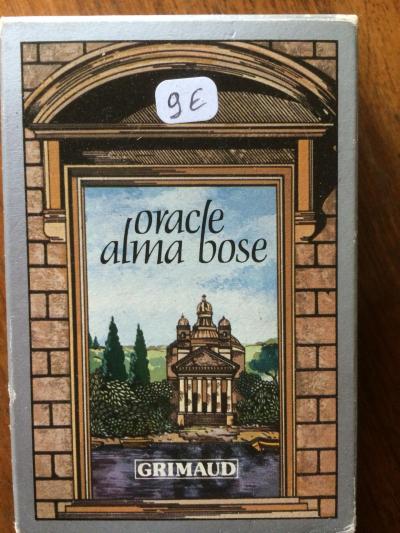 9 €
oracle
alma bose
GRIMAUD